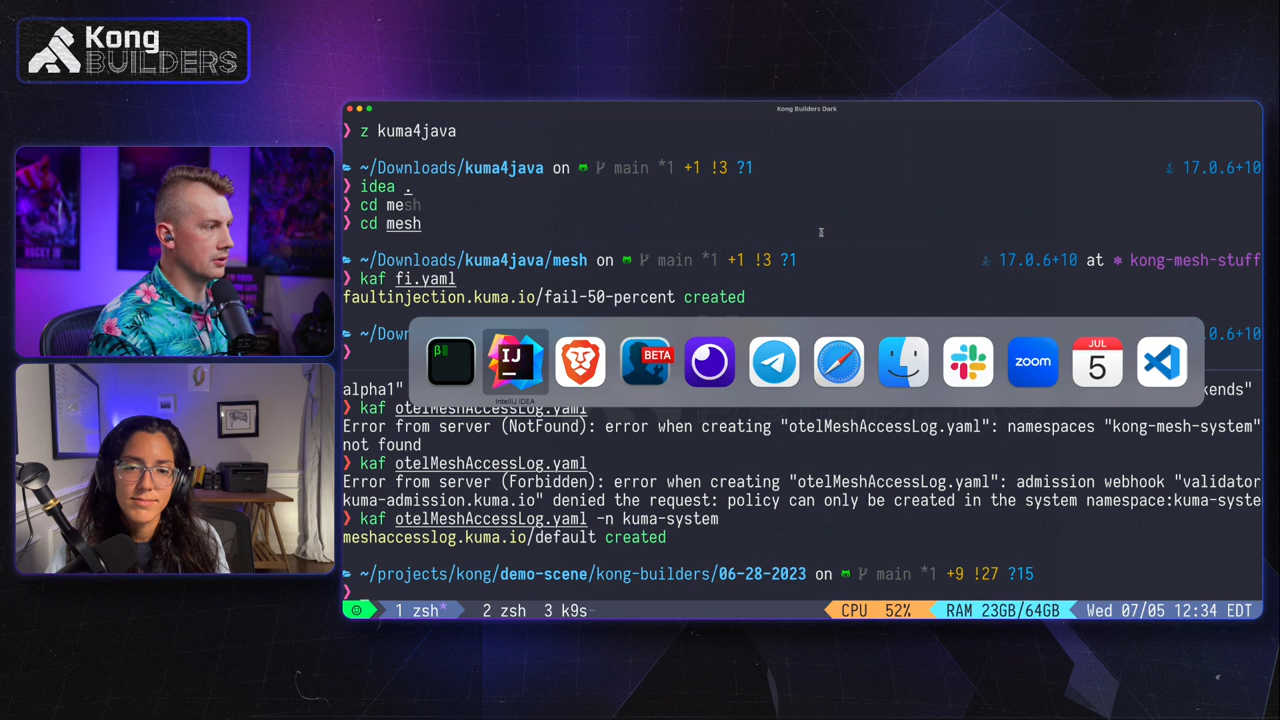 Kong
BUILDERS
Kong Builders Dark
❯ z kuma4java
~/Downloads/kuma4java on main *1 +1 !3 ?1 17.0.6+10
❯ idea .
❯ cd mesh
❯ cd mesh
~/Downloads/kuma4java/mesh on main *1 +1 !3 ?1 17.0.6+10 at ⎈ kong-mesh-stuff
❯ kaf fi.yaml
faultinjection.kuma.io/fail-50-percent created
~/Down .0.6+10
❯
β
IJ
BETA
zoom
JUL
5
IntelliJ IDEA
alpha1" kends"
❯ kaf otelMeshAccessLog.yaml
Error from server (NotFound): error when creating "otelMeshAccessLog.yaml": namespaces "kong-mesh-system"
not found
❯ kaf otelMeshAccessLog.yaml
Error from server (Forbidden): error when creating "otelMeshAccessLog.yaml": admission webhook "validator
kuma-admission.kuma.io" denied the request: policy can only be created in the system namespace:kuma-syste
❯ kaf otelMeshAccessLog.yaml -n kuma-system
meshaccesslog.kuma.io/default created
~/projects/kong/demo-scene/kong-builders/06-28-2023 on main *1 +9 !27 ?15
❯
1 zsh* 2 zsh 3 k9s- CPU 52% RAM 23GB/64GB Wed 07/05 12:34 EDT